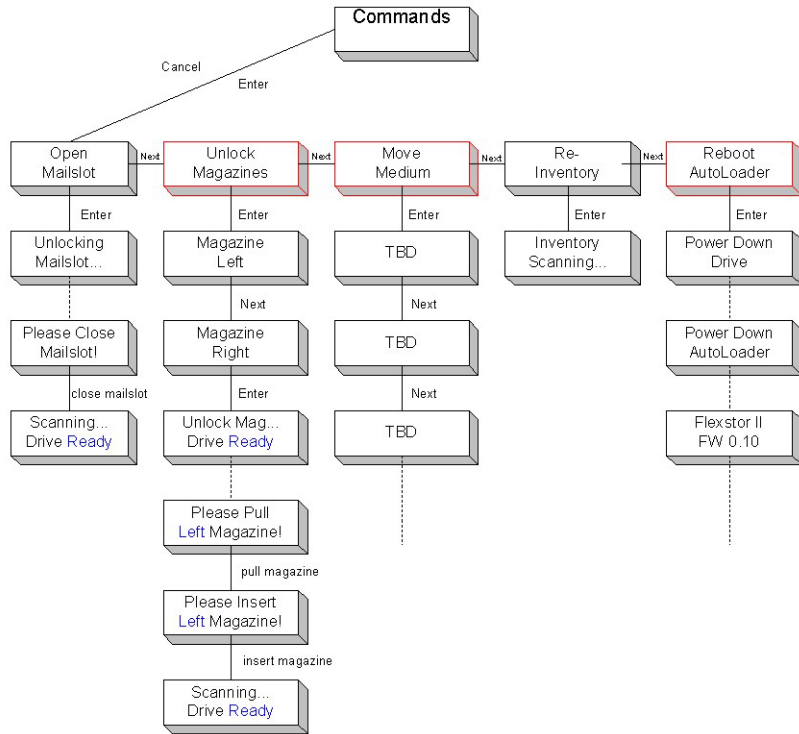 Commands
Cancel
Enter
Open
Mailslot
Next
Unlock
Magazines
Next
Move
Medium
Next
Re-
Inventory
Next
Reboot
AutoLoader
Enter
Enter
Enter
Enter
Enter
Unlocking
Mailslot...
Magazine
Left
TBD
Inventory
Scanning...
Power Down
Drive
Next
Next
Please Close
Mailslot!
Magazine
Right
TBD
Power Down
AutoLoader
close mailslot
Enter
Next
Scanning...
Drive Ready
Unlock Mag...
Drive Ready
TBD
Flexstor II
FW 0.10
Please Pull
Left Magazine!
pull magazine
Please Insert
Left Magazine!
insert magazine
Scanning...
Drive Ready